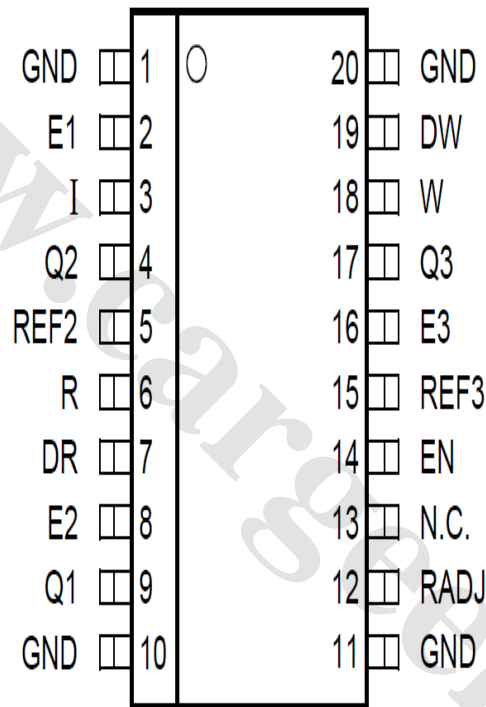 GND 1 20 GND
E1 2 19 DW
I 3 18 W
Q2 4 17 Q3
REF2 5 16 E3
R 6 15 REF3
DR 7 14 EN
E2 8 13 N.C.
Q1 9 12 RADJ
GND 10 11 GND
w.cargee